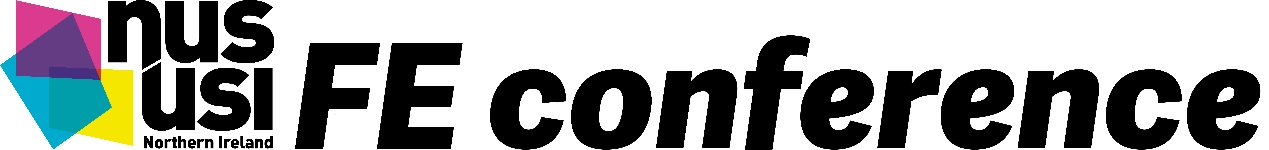 nus
usi
Northern Ireland
FE conference